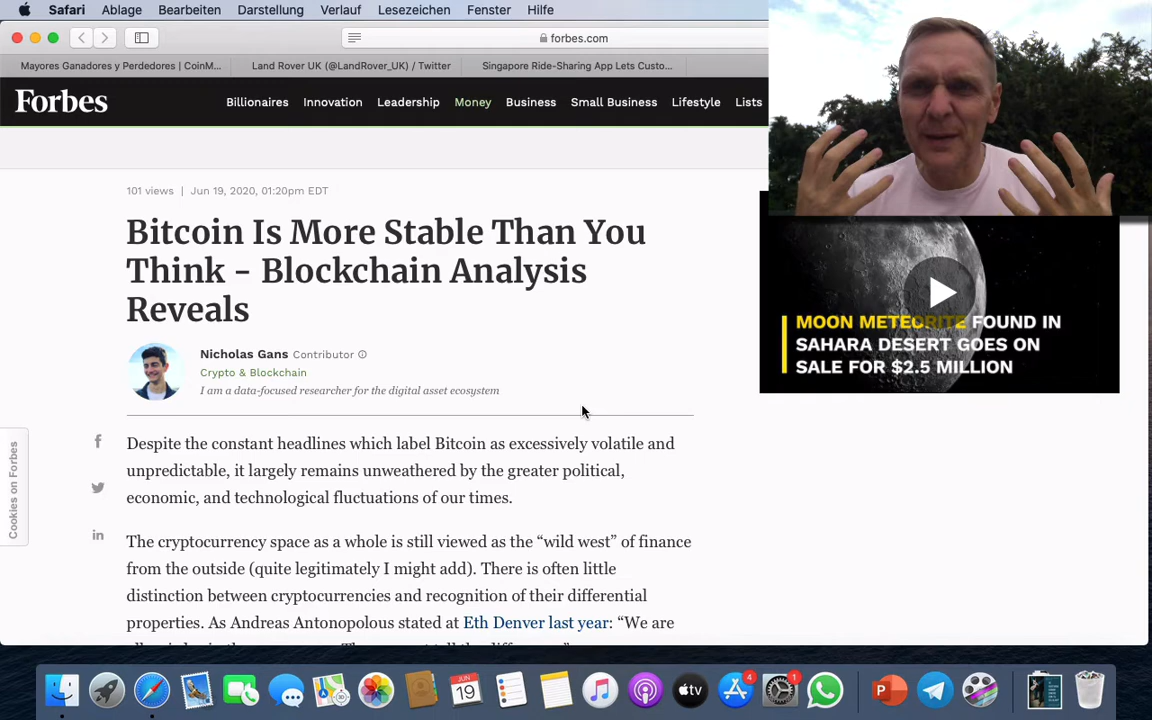 Safari Ablage Bearbeiten Darstellung Verlauf Lesezeichen Fenster Hilfe
forbes.com
Mayores Ganadores y Perdedores | CoinM...
Land Rover UK (@LandRover_UK) / Twitter
Singapore Ride-Sharing App Lets Custo...
Forbes
Billionaires Innovation Leadership Money Business Small Business Lifestyle Lists
101 views | Jun 19, 2020, 01:20pm EDT
Bitcoin Is More Stable Than You
Think - Blockchain Analysis
Reveals
Nicholas Gans Contributor
Crypto & Blockchain
I am a data-focused researcher for the digital asset ecosystem
MOON METEORITE FOUND IN
SAHARA DESERT GOES ON
SALE FOR $2.5 MILLION
Despite the constant headlines which label Bitcoin as excessively volatile and
unpredictable, it largely remains unweathered by the greater political,
economic, and technological fluctuations of our times.
The cryptocurrency space as a whole is still viewed as the “wild west” of finance
from the outside (quite legitimately I might add). There is often little
distinction between cryptocurrencies and recognition of their differential
properties. As Andreas Antonopolous stated at Eth Denver last year: “We are
Cookies on Forbes
JUN
19
tv
4
1
P